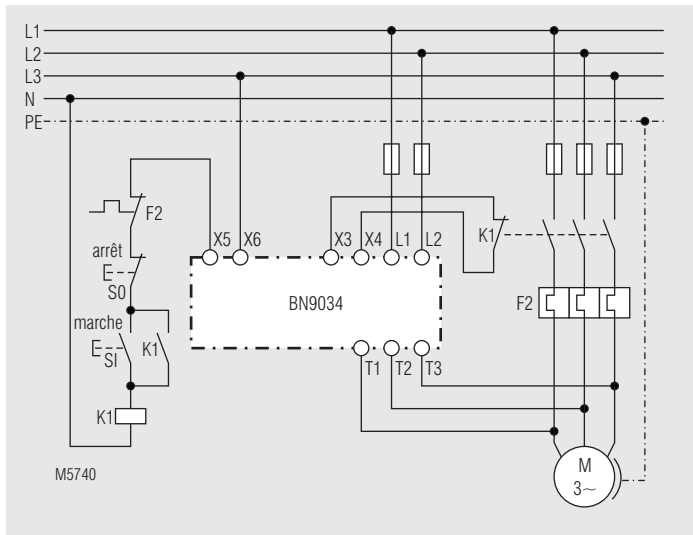 L1
L2
L3
N
PE
F2
X5 X6 X3 X4 L1 L2
K1
arrêt
E
S0
BN9034
F2
marche
E
SI
K1
T1 T2 T3
K1
M5740
M
3~